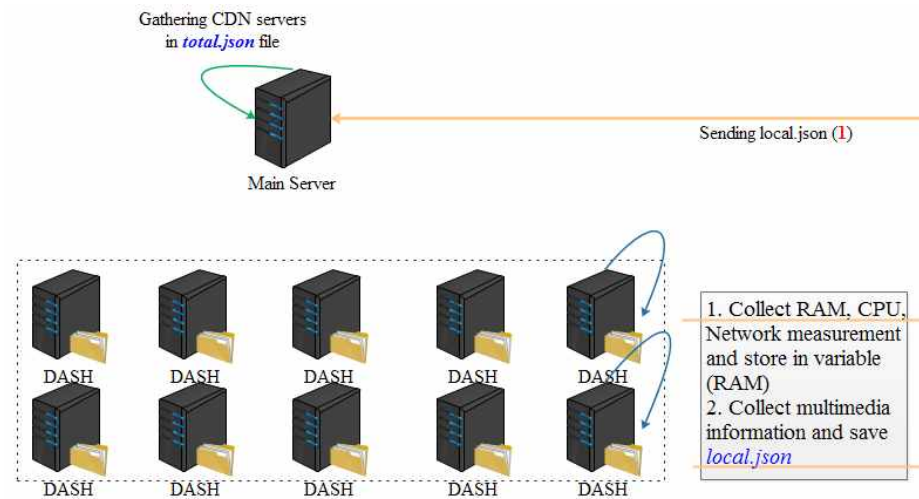 Gathering CDN servers
in total.json file
Sending local.json (1)
Main Server
DASH DASH DASH DASH DASH
1. Collect RAM, CPU,
Network measurement
and store in variable
(RAM)
2. Collect multimedia
information and save
local.json
DASH DASH DASH DASH DASH